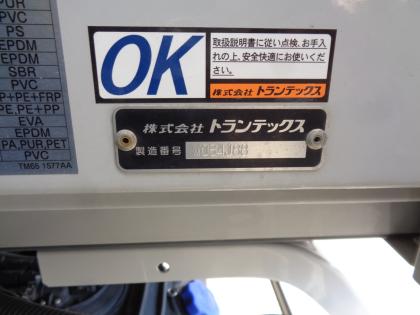 PUR
PVC
PS
EPDM
EPDM
SBR
PVC
P+PE+FRP
PE,PE+PP
EVA
EPDM
PA,PUR,PET
PVC
TM65 1577AA
OK
取扱説明書に従い点検、お手入
れの上、安全快適にお使いくだ
さい。
株式会社 トランテックス
株式会社 トランテックス
製造番号